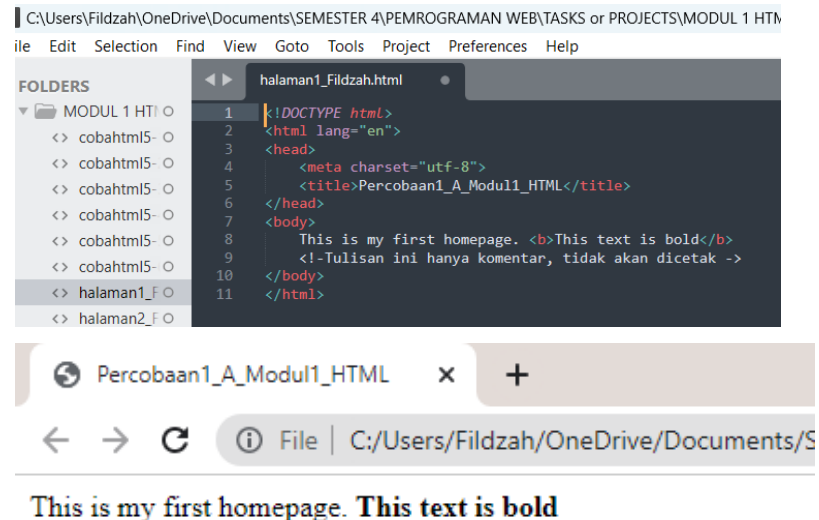 C:\Users\Fildzah\OneDrive\Documents\SEMESTER 4\PEMROGRAMAN WEB\TASKS or PROJECTS\MODUL 1 HTM
ile Edit Selection Find View Goto Tools Project Preferences Help
FOLDERS
halaman1_Fildzah.html
MODUL 1 HT
cobahtml5-
cobahtml5-
cobahtml5-
cobahtml5-
cobahtml5-
cobahtml5-
halaman1_F
halaman2_F
1 <!DOCTYPE html>
2 <html lang="en">
3 <head>
4 <meta charset="utf-8">
5 <title>Percobaan1_A_Modul1_HTML</title>
6 </head>
7 <body>
8 This is my first homepage. <b>This text is bold</b>
9 <!-Tulisan ini hanya komentar, tidak akan dicetak ->
10 </body>
11 </html>
Percobaan1_A_Modul1_HTML
File | C:/Users/Fildzah/OneDrive/Documents/S
This is my first homepage. This text is bold